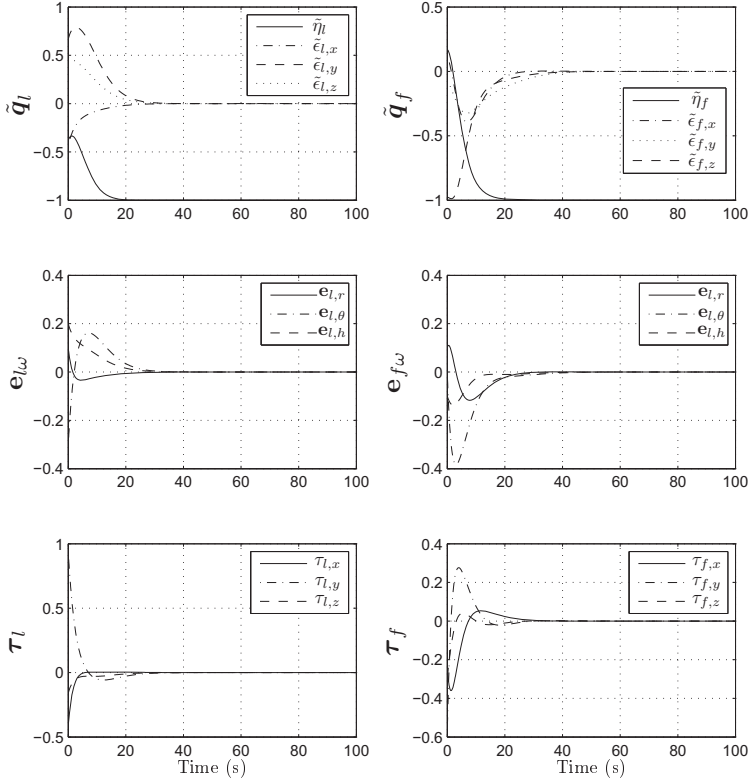 1
0.5
0
−0.5
−1
0 20 40 60 80 100
q̃_l
η̃_l
ϵ̃_{l,x}
ϵ̃_{l,y}
ϵ̃_{l,z}
0.5
0
−0.5
−1
0 20 40 60 80 100
q̃_f
η̃_f
ϵ̃_{f,x}
ϵ̃_{f,y}
ϵ̃_{f,z}
0.4
0.2
0
−0.2
−0.4
0 20 40 60 80 100
e_{lω}
e_{l,r}
e_{l,θ}
e_{l,h}
0.4
0.2
0
−0.2
−0.4
0 20 40 60 80 100
e_{fω}
e_{l,r}
e_{l,θ}
e_{l,h}
1
0.5
0
−0.5
0 20 40 60 80 100
τ_l
τ_{l,x}
τ_{l,y}
τ_{l,z}
Time (s)
0.4
0.2
0
−0.2
−0.4
−0.6
0 20 40 60 80 100
τ_f
τ_{f,x}
τ_{f,y}
τ_{f,z}
Time (s)